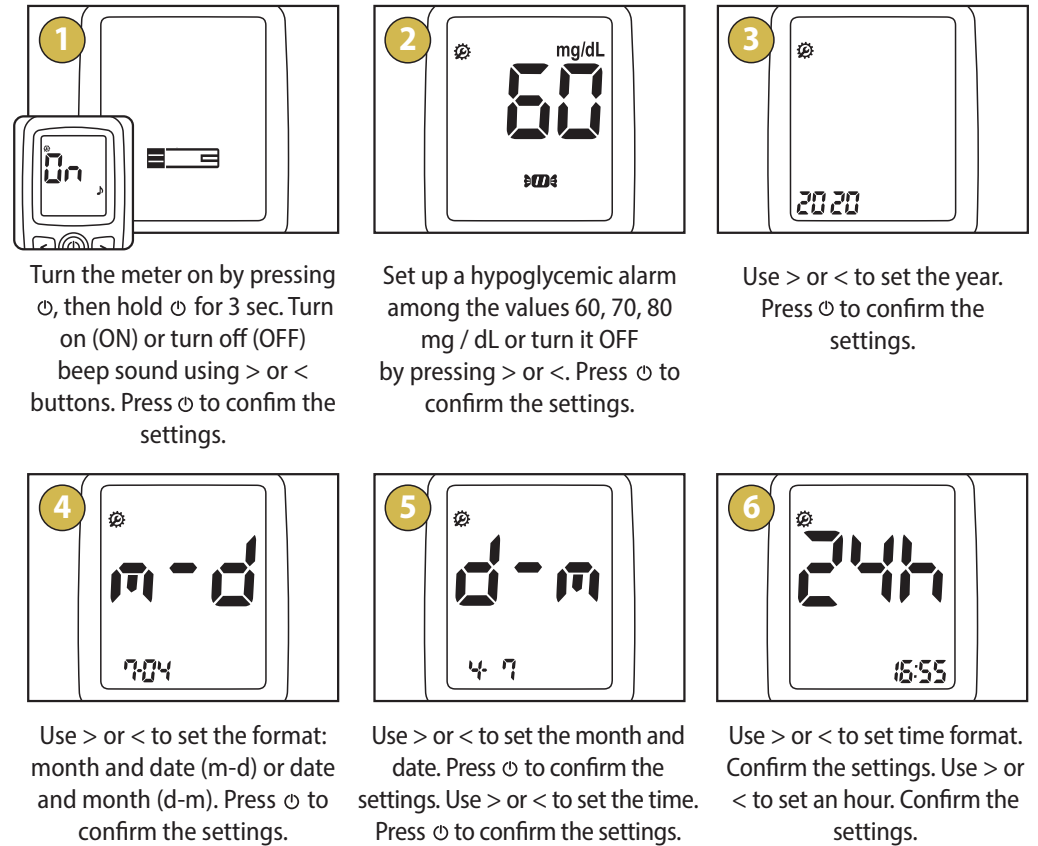 1
On
Turn the meter on by pressing
⏻, then hold ⏻ for 3 sec. Turn
on (ON) or turn off (OFF)
beep sound using > or <
buttons. Press ⏻ to confim the
settings.
2
mg/dL
60
Set up a hypoglycemic alarm
among the values 60, 70, 80
mg / dL or turn it OFF
by pressing > or <. Press ⏻ to
confirm the settings.
3
2020
Use > or < to set the year.
Press ⏻ to confirm the
settings.
4
m-d
7-04
Use > or < to set the format:
month and date (m-d) or date
and month (d-m). Press ⏻ to
confirm the settings.
5
d-m
4- 7
Use > or < to set the month and
date. Press ⏻ to confirm the
settings. Use > or < to set the time.
Press ⏻ to confirm the settings.
6
24h
16:55
Use > or < to set time format.
Confirm the settings. Use > or
< to set an hour. Confirm the
settings.